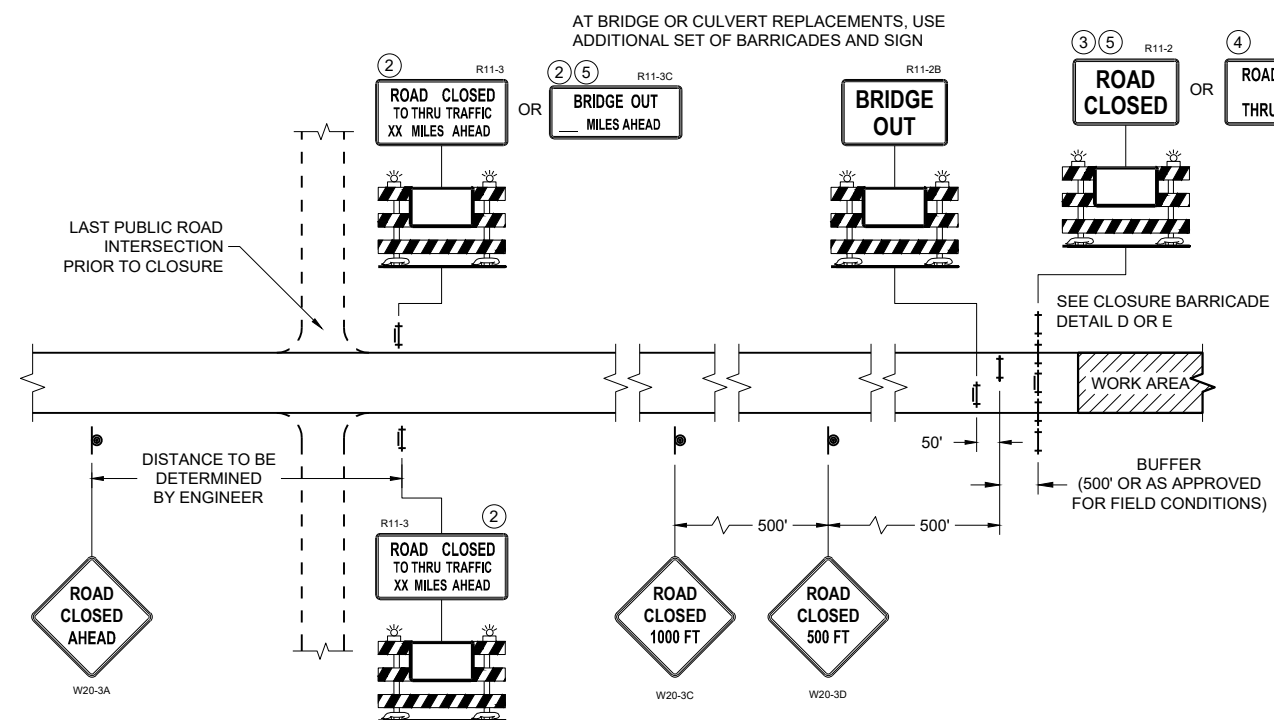 AT BRIDGE OR CULVERT REPLACEMENTS, USE
ADDITIONAL SET OF BARRICADES AND SIGN
2
R11-3
ROAD CLOSED
TO THRU TRAFFIC
XX MILES AHEAD
OR
2 5
R11-3C
BRIDGE OUT
__ MILES AHEAD
R11-2B
BRIDGE
OUT
3 5
R11-2
ROAD
CLOSED
OR
4
ROAD
THRU
LAST PUBLIC ROAD
INTERSECTION
PRIOR TO CLOSURE
SEE CLOSURE BARRICADE
DETAIL D OR E
WORK AREA
50'
BUFFER
(500' OR AS APPROVED
FOR FIELD CONDITIONS)
DISTANCE TO BE
DETERMINED
BY ENGINEER
R11-3
2
ROAD CLOSED
TO THRU TRAFFIC
XX MILES AHEAD
500'
500'
ROAD
CLOSED
AHEAD
W20-3A
ROAD
CLOSED
1000 FT
W20-3C
ROAD
CLOSED
500 FT
W20-3D